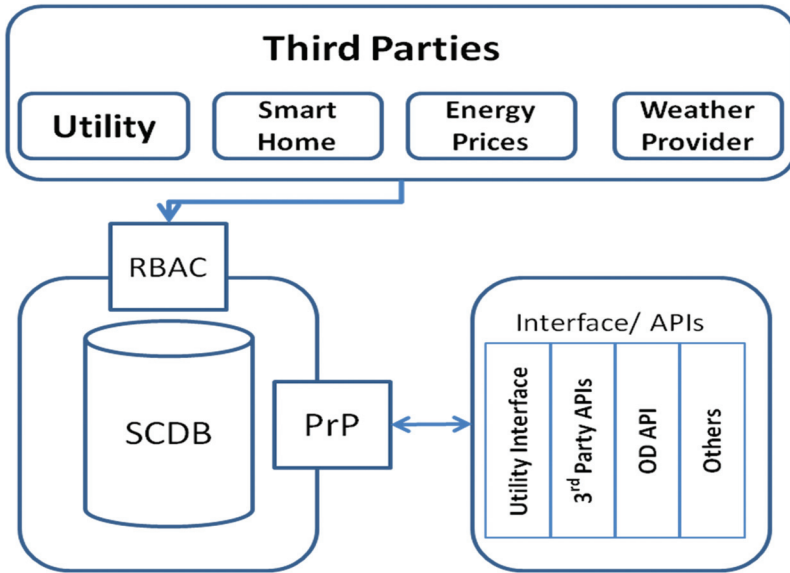 Third Parties
Utility
Smart
Home
Energy
Prices
Weather
Provider
RBAC
SCDB
PrP
Interface/ APIs
Utility Interface
3rd Party APIs
OD API
Others